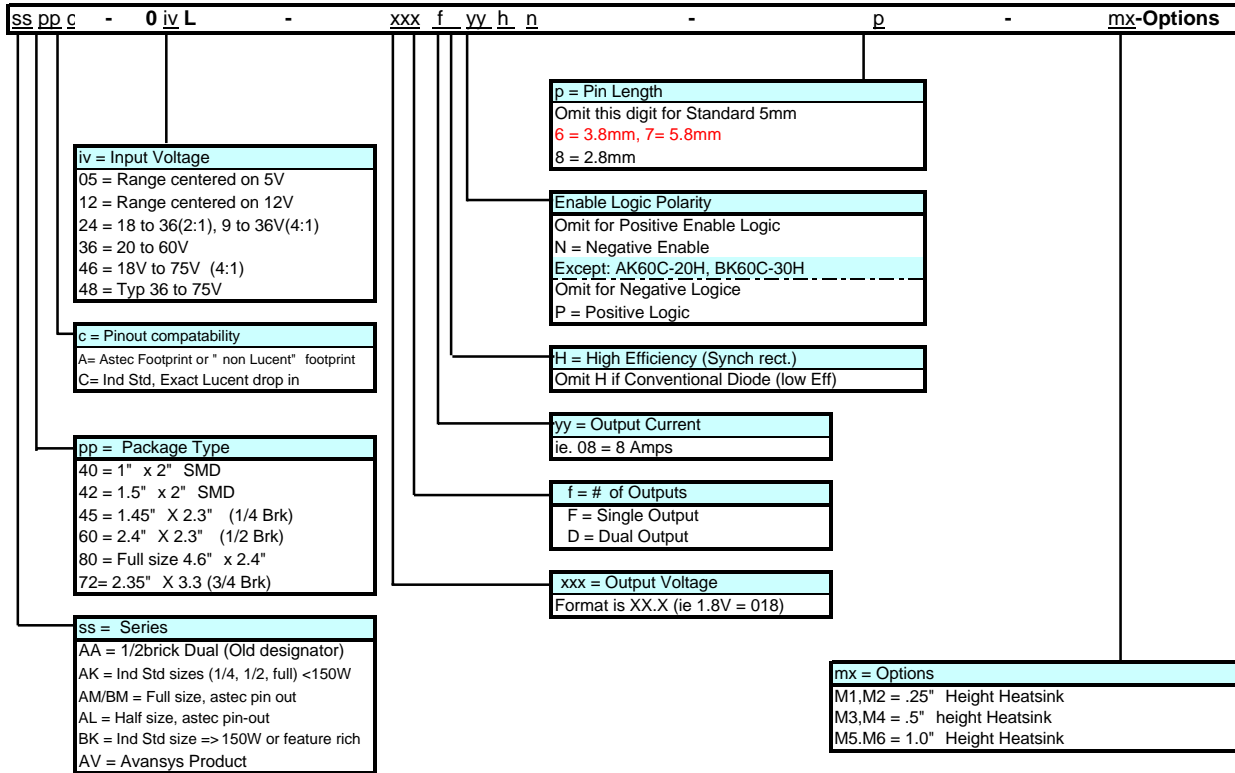 ss pp c - 0 iv L - xxx f yy h n - p - mx-Options
p = Pin Length
Omit this digit for Standard 5mm
6 = 3.8mm, 7= 5.8mm
8 = 2.8mm
iv = Input Voltage
05 = Range centered on 5V
12 = Range centered on 12V
24 = 18 to 36(2:1), 9 to 36V(4:1)
36 = 20 to 60V
46 = 18V to 75V (4:1)
48 = Typ 36 to 75V
Enable Logic Polarity
Omit for Positive Enable Logic
N = Negative Enable
Except: AK60C-20H, BK60C-30H
Omit for Negative Logice
P = Positive Logic
c = Pinout compatability
A= Astec Footprint or " non Lucent" footprint
C= Ind Std, Exact Lucent drop in
H = High Efficiency (Synch rect.)
Omit H if Conventional Diode (low Eff)
yy = Output Current
ie. 08 = 8 Amps
pp = Package Type
40 = 1" x 2" SMD
42 = 1.5" x 2" SMD
45 = 1.45" X 2.3" (1/4 Brk)
60 = 2.4" X 2.3" (1/2 Brk)
80 = Full size 4.6" x 2.4"
72= 2.35" X 3.3 (3/4 Brk)
f = # of Outputs
F = Single Output
D = Dual Output
xxx = Output Voltage
Format is XX.X (ie 1.8V = 018)
ss = Series
AA = 1/2brick Dual (Old designator)
AK = Ind Std sizes (1/4, 1/2, full) <150W
AM/BM = Full size, astec pin out
AL = Half size, astec pin-out
BK = Ind Std size => 150W or feature rich
AV = Avansys Product
mx = Options
M1,M2 = .25" Height Heatsink
M3,M4 = .5" height Heatsink
M5.M6 = 1.0" Height Heatsink